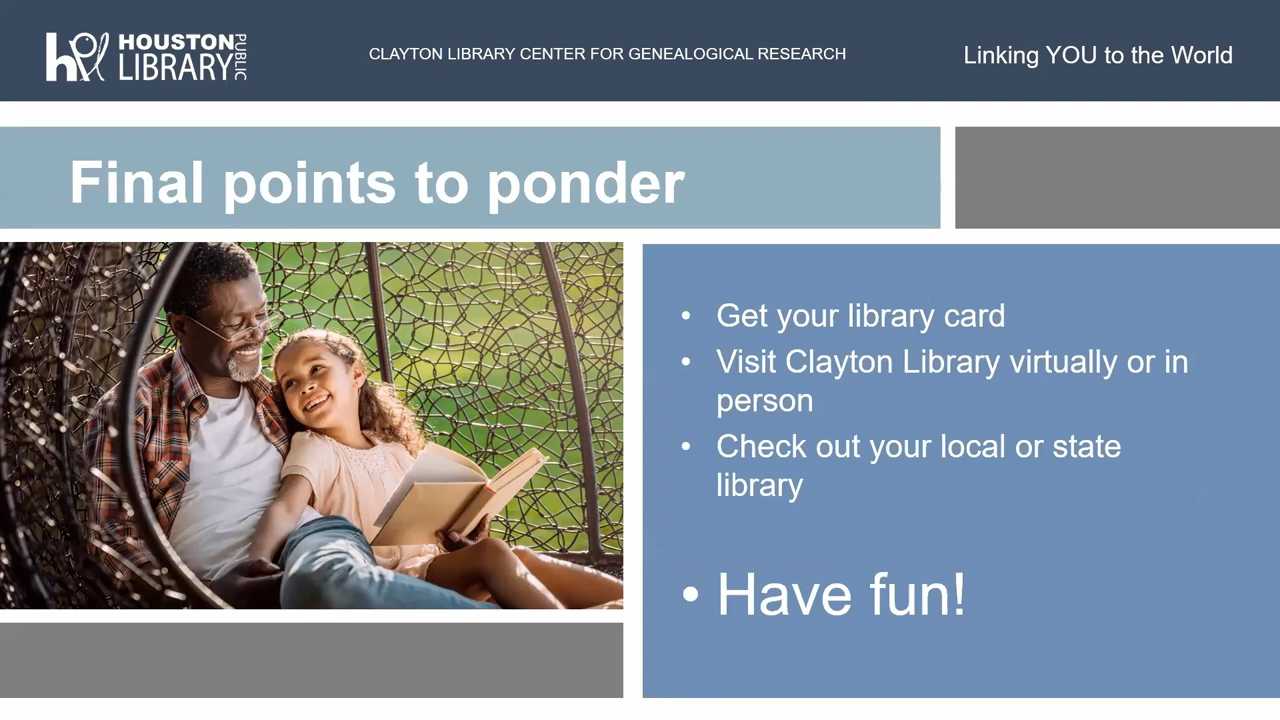 HOUSTON
PUBLIC
LIBRARY
CLAYTON LIBRARY CENTER FOR GENEALOGICAL RESEARCH
Linking YOU to the World
Final points to ponder
• Get your library card
• Visit Clayton Library virtually or in
person
• Check out your local or state
library
• Have fun!